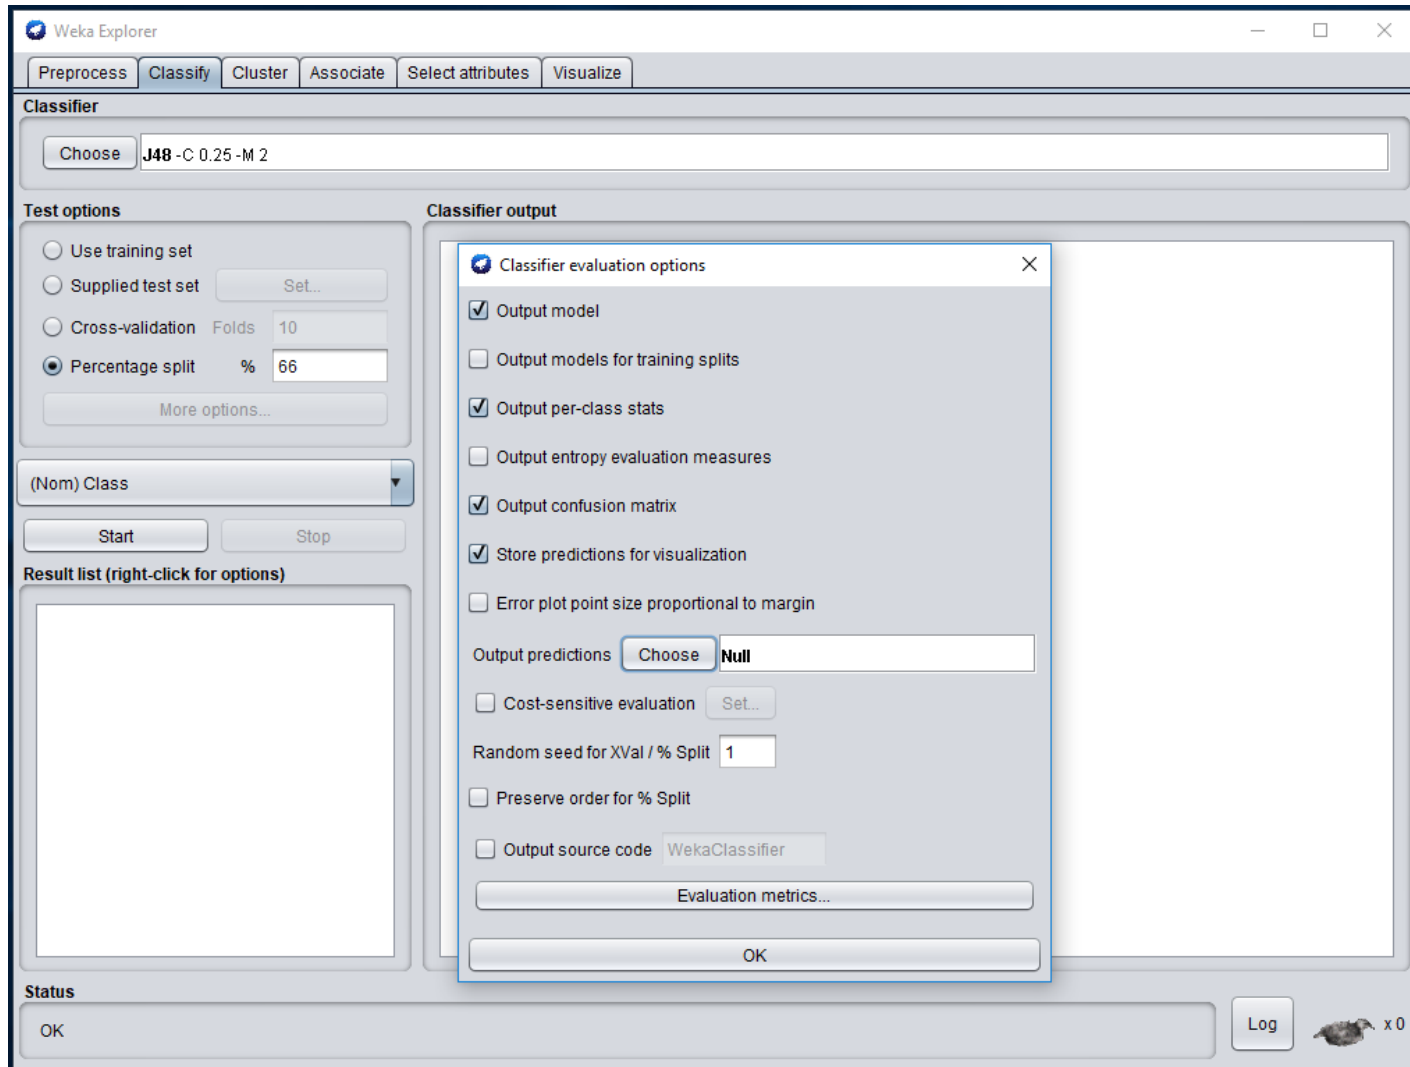 Weka Explorer
Preprocess Classify Cluster Associate Select attributes Visualize
Classifier
Choose J48 -C 0.25 -M 2
Test options
Use training set
Supplied test set Set...
Cross-validation Folds 10
Percentage split % 66
More options...
(Nom) Class
Start Stop
Result list (right-click for options)
Classifier output
Classifier evaluation options
Output model
Output models for training splits
Output per-class stats
Output entropy evaluation measures
Output confusion matrix
Store predictions for visualization
Error plot point size proportional to margin
Output predictions Choose Null
Cost-sensitive evaluation Set...
Random seed for XVal / % Split 1
Preserve order for % Split
Output source code WekaClassifier
Evaluation metrics...
OK
Status
OK
Log x 0